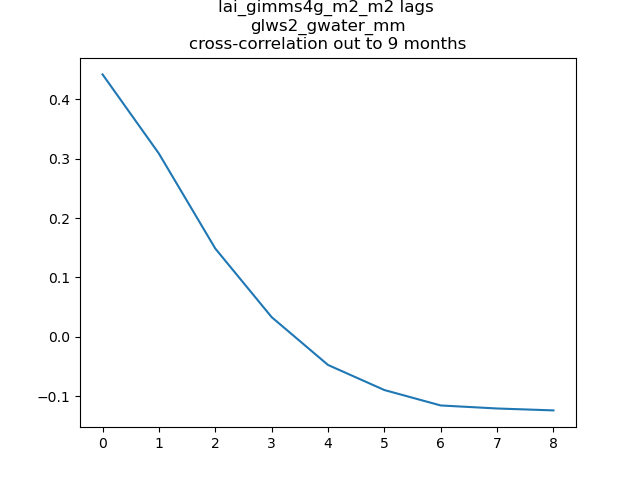 lai_gimms4g_m2_m2 lags
glws2_gwater_mm
cross-correlation out to 9 months
0.4
0.3
0.2
0.1
0.0
−0.1
0 1 2 3 4 5 6 7 8